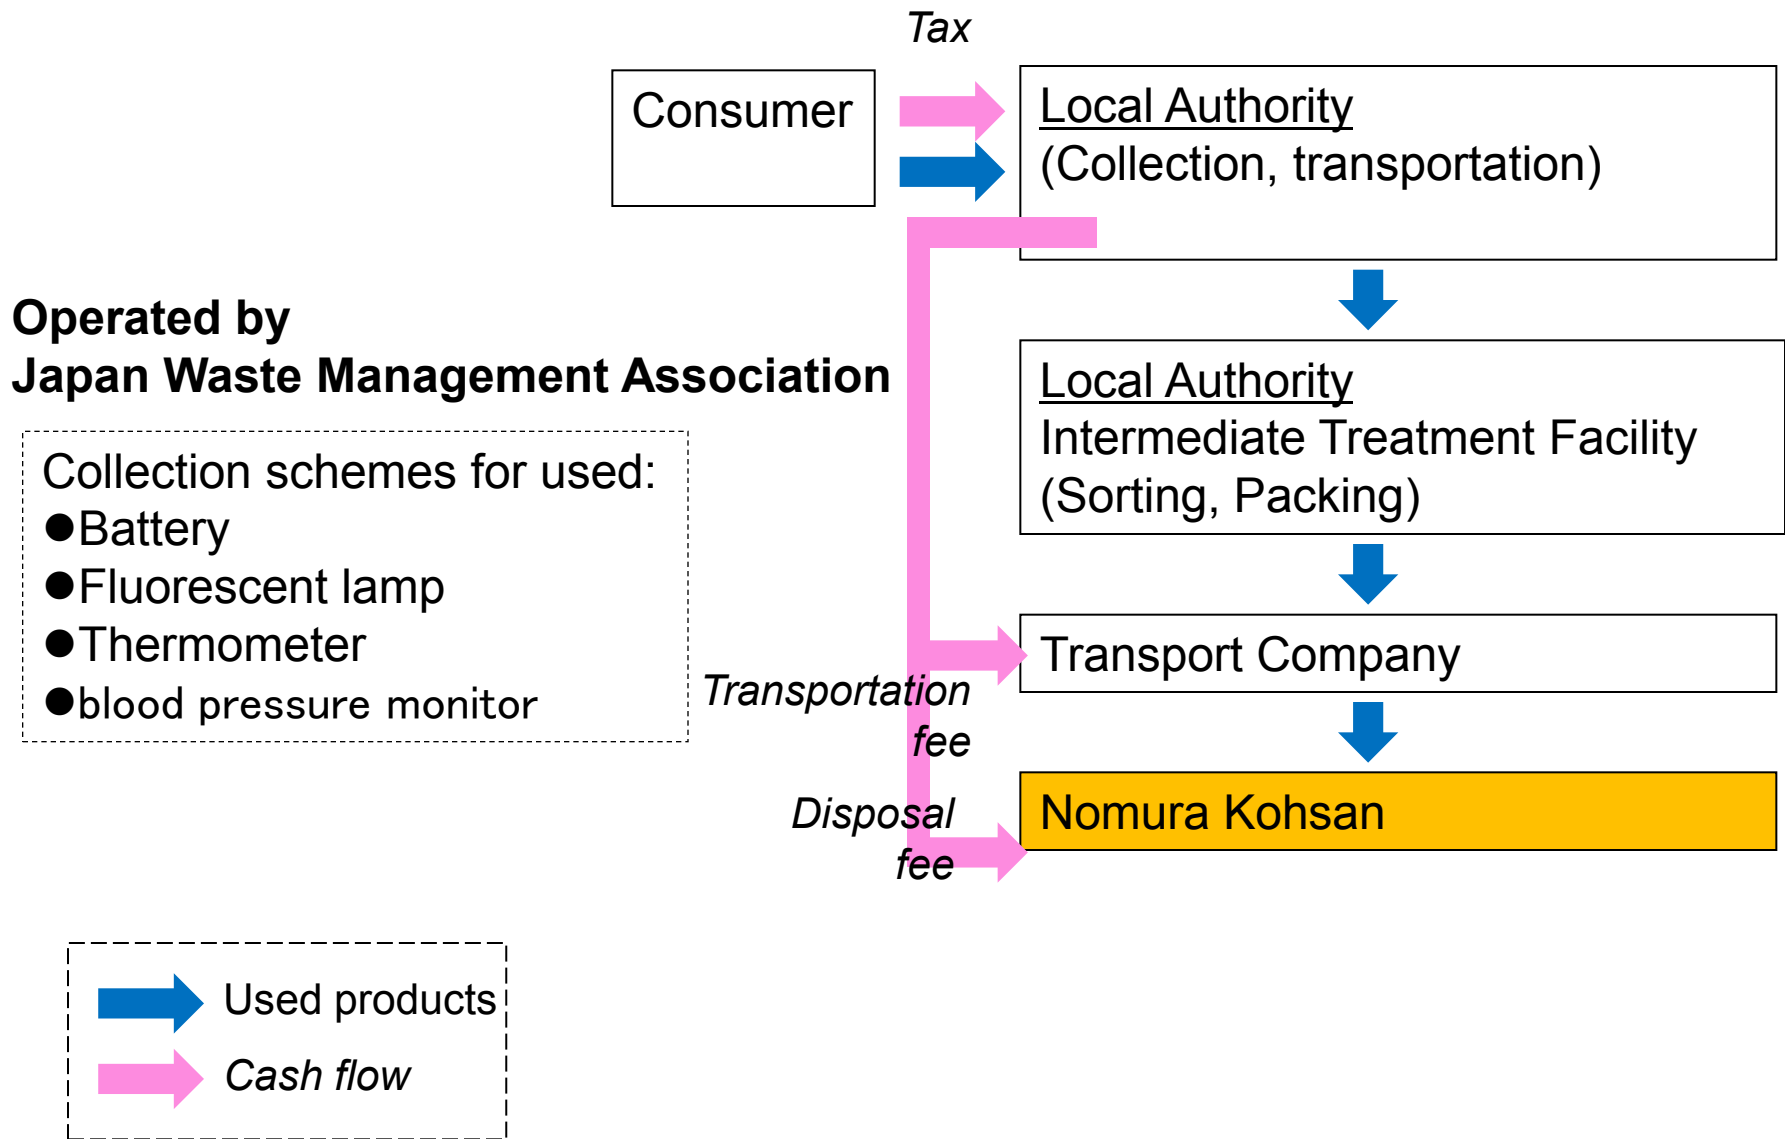 Tax
Consumer
Local Authority
(Collection, transportation)
Operated by
Japan Waste Management Association
Local Authority
Intermediate Treatment Facility
(Sorting, Packing)
Collection schemes for used:
●Battery
●Fluorescent lamp
●Thermometer
●blood pressure monitor
Transport Company
Transportation
fee
Nomura Kohsan
Disposal
fee
Used products
Cash flow